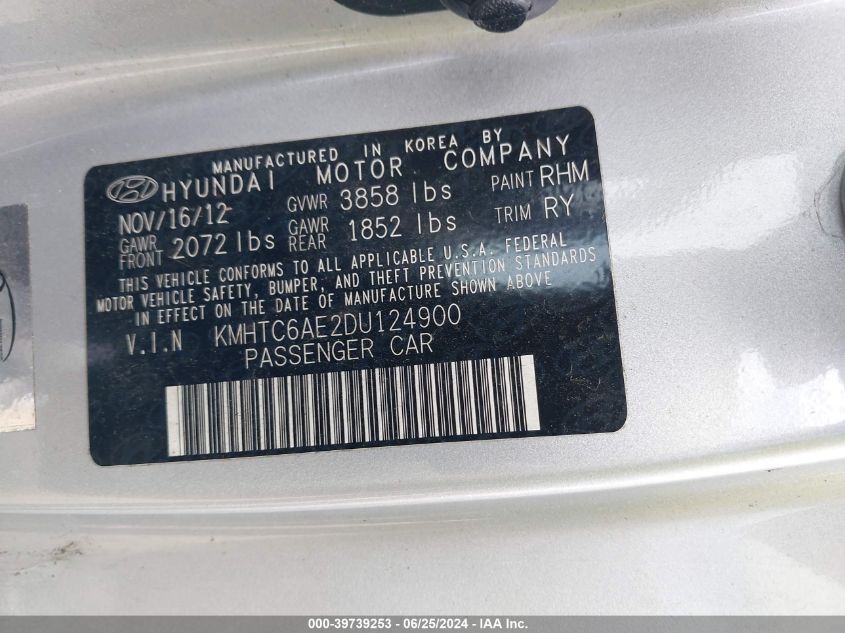 MANUFACTURED IN KOREA BY
HYUNDAI MOTOR COMPANY
NOV/16/12 GVWR 3858 lbs PAINT RHM
GAWR FRONT 2072 lbs GAWR REAR 1852 lbs TRIM RY
THIS VEHICLE CONFORMS TO ALL APPLICABLE U.S.A. FEDERAL
MOTOR VEHICLE SAFETY, BUMPER, AND THEFT PREVENTION STANDARDS
IN EFFECT ON THE DATE OF MANUFACTURE SHOWN ABOVE
V.I.N KMHTC6AE2DU124900
PASSENGER CAR
000-39739253 - 06/25/2024 - IAA Inc.